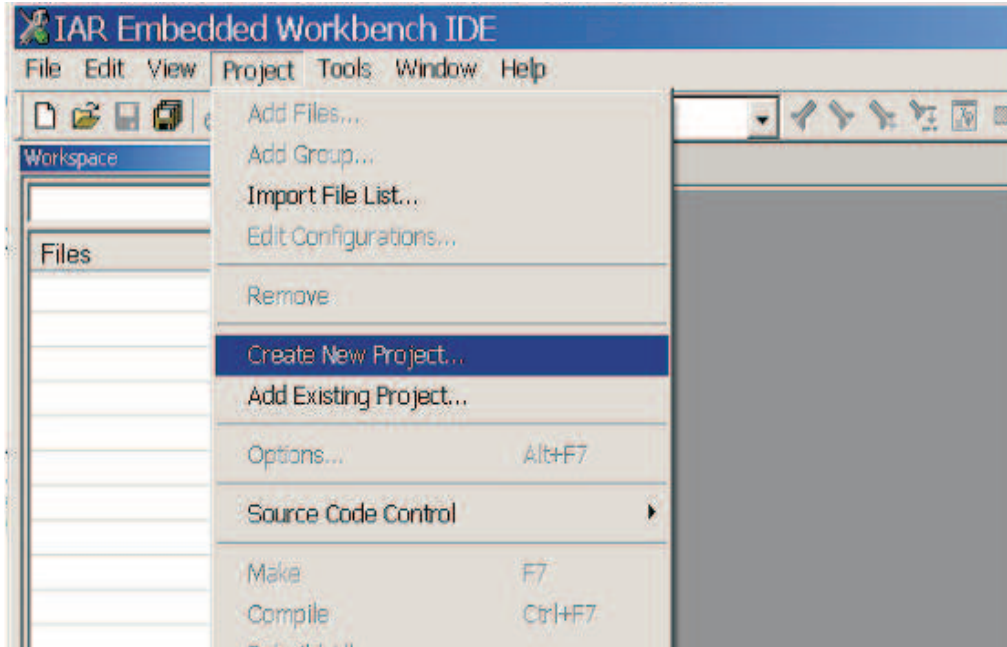 IAR Embedded Workbench IDE
File Edit View Project Tools Window Help
Add Files...
Workspace
Add Group...
Import File List...
Edit Configurations...
Files
Remove
Create New Project...
Add Existing Project...
Options... Alt+F7
Source Code Control
Make F7
Compile Ctrl+F7